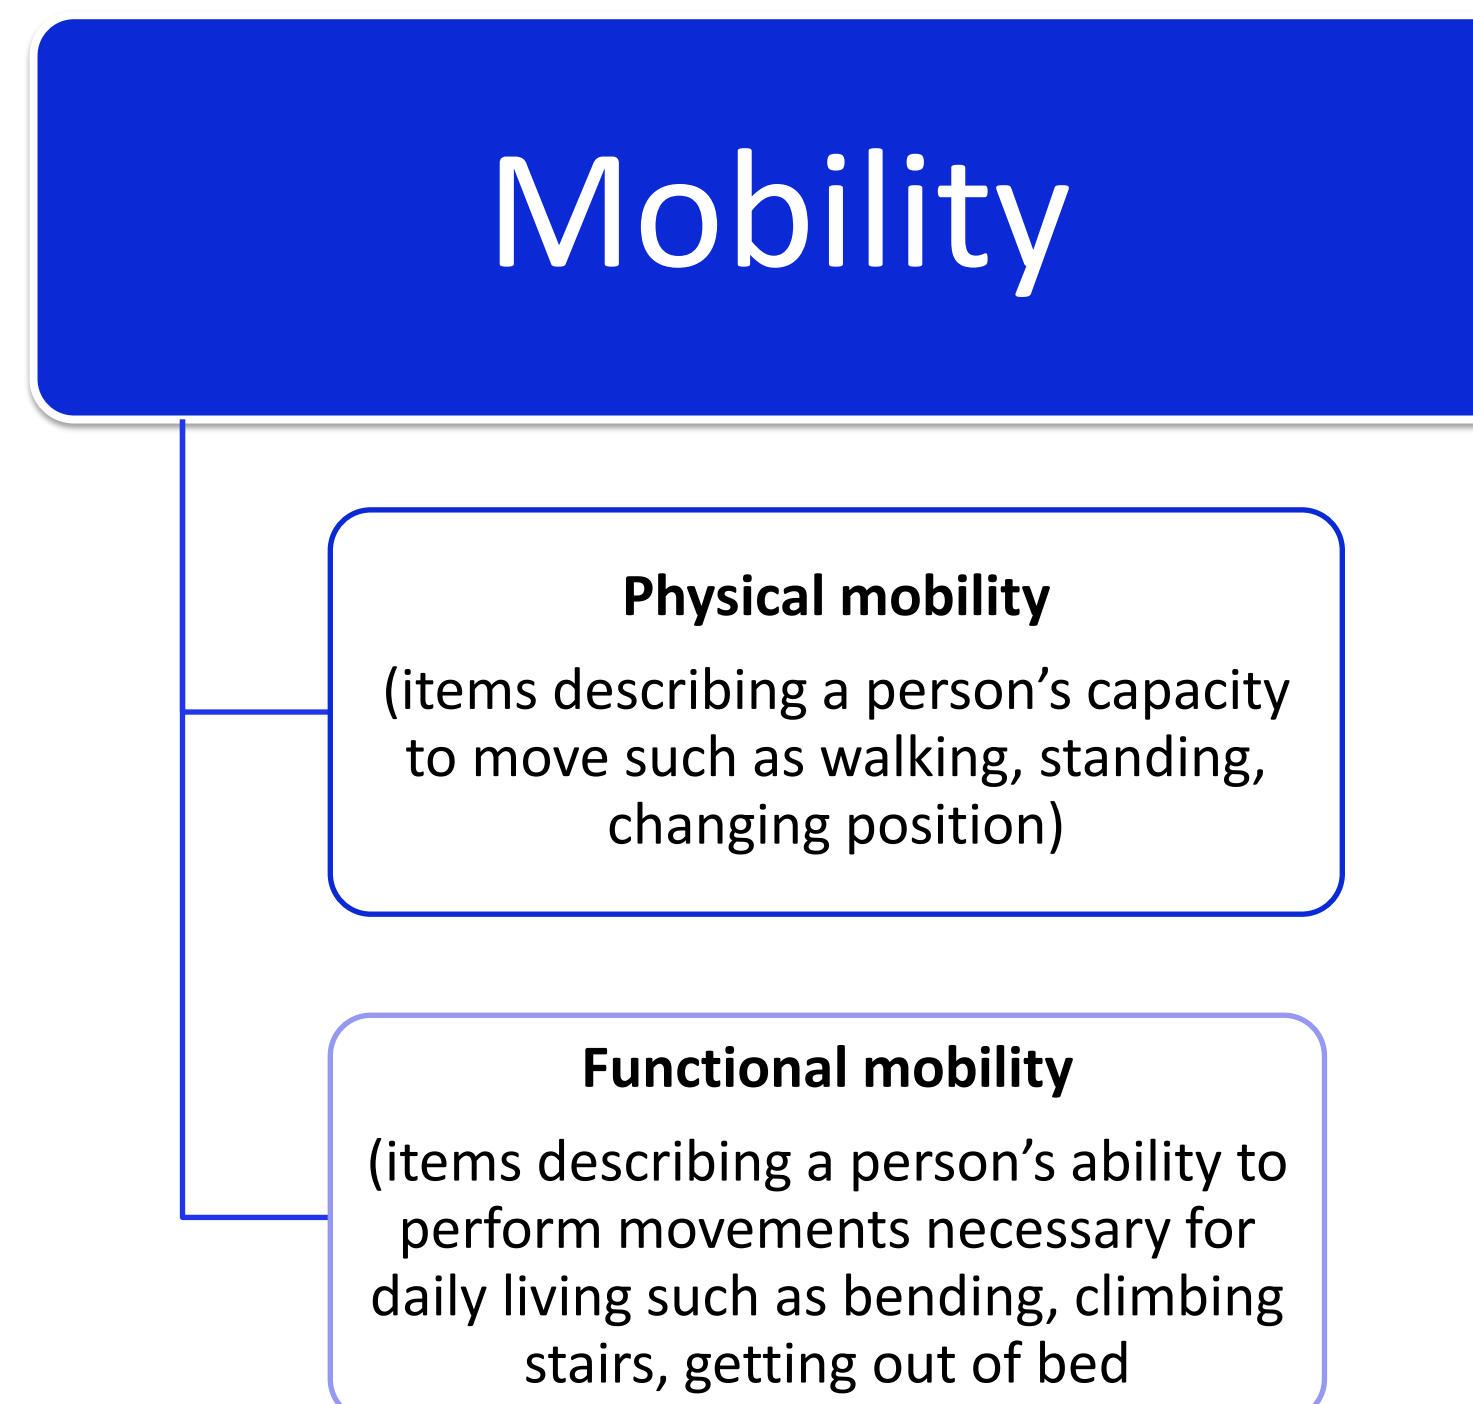 Mobility
Physical mobility
(items describing a person’s capacity
to move such as walking, standing,
changing position)
Functional mobility
(items describing a person’s ability to
perform movements necessary for
daily living such as bending, climbing
stairs, getting out of bed